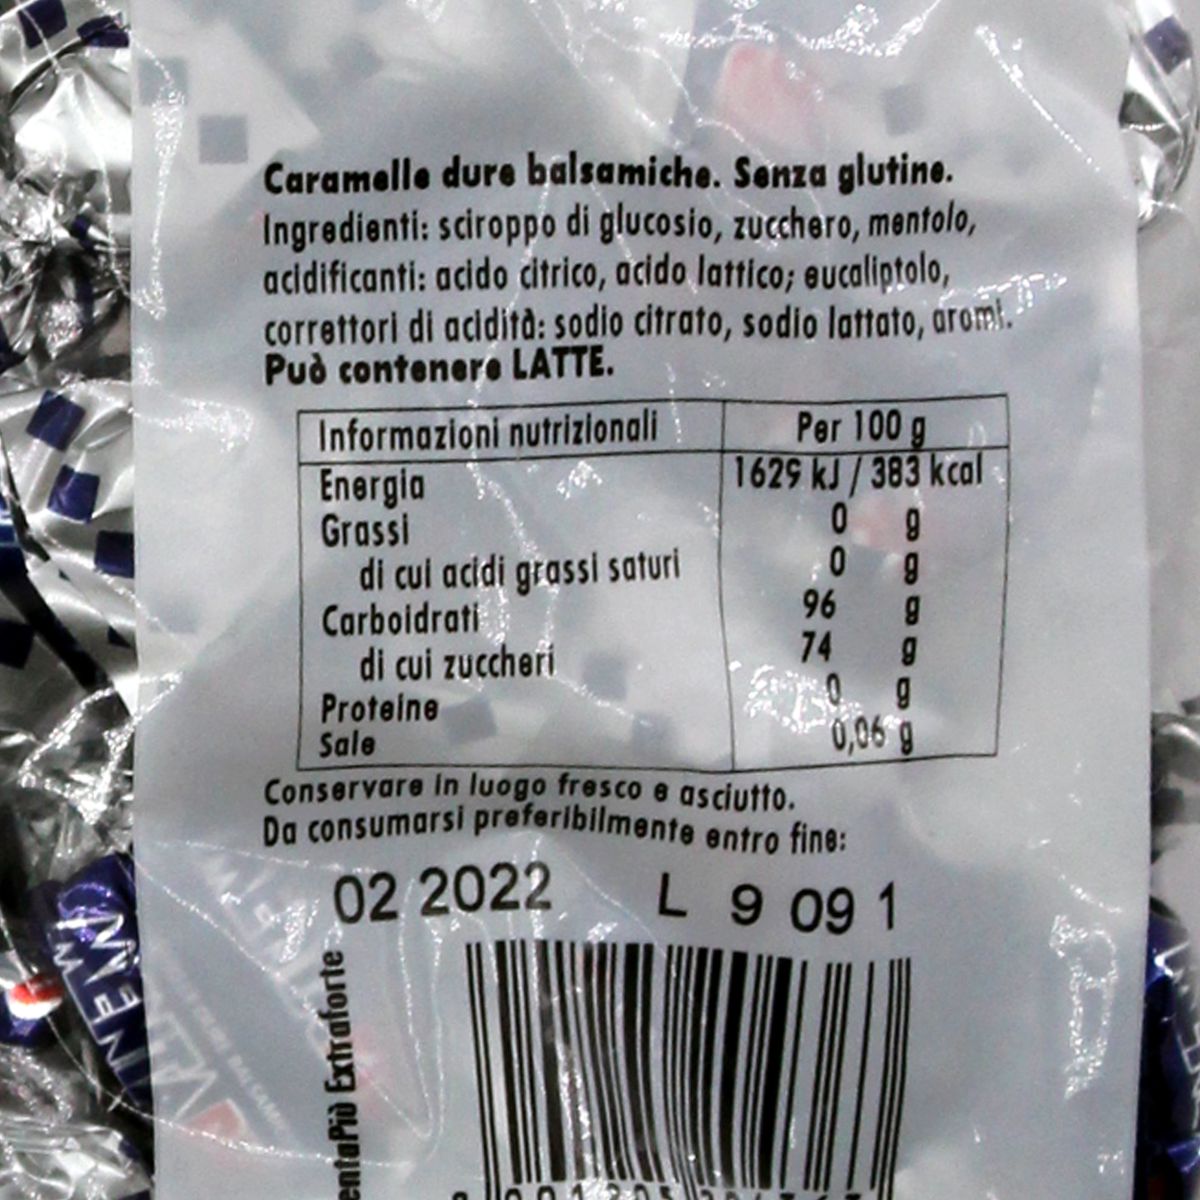 Caramelle dure balsamiche. Senza glutine.
Ingredienti: sciroppo di glucosio, zucchero, mentolo,
acidificanti: acido citrico, acido lattico; eucaliptolo,
correttori di acidità: sodio citrato, sodio lattato, aromi.
Può contenere LATTE.
Informazioni nutrizionali Per 100 g
Energia 1629 kJ / 383 kcal
Grassi 0 g
di cui acidi grassi saturi 0 g
Carboidrati 96 g
di cui zuccheri 74 g
Proteine 0 g
Sale 0,06 g
Conservare in luogo fresco e asciutto.
Da consumarsi preferibilmente entro fine:
02 2022 L 9 09 1
entaPiù Extraforte